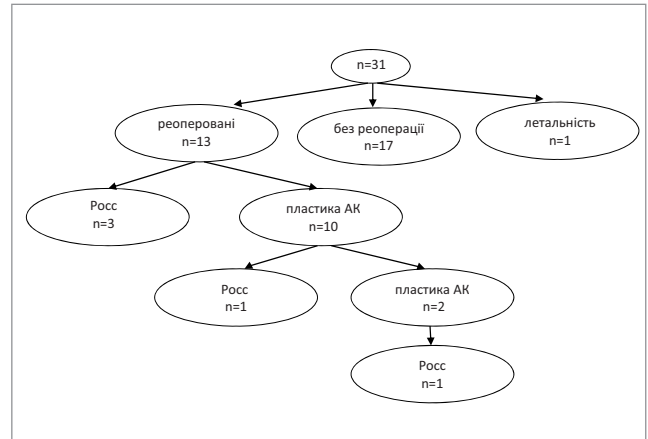 n=31
реоперовані
n=13
без реоперації
n=17
летальність
n=1
Росс
n=3
пластика АК
n=10
Росс
n=1
пластика АК
n=2
Росс
n=1